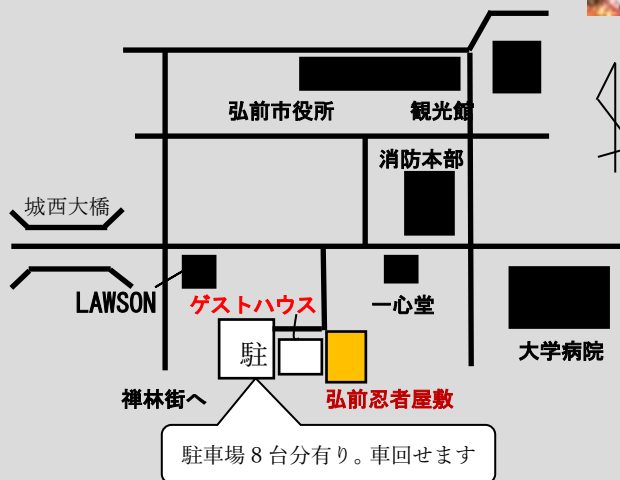 弘前市役所
観光館
消防本部
城西大橋
LAWSON
ゲストハウス
一心堂
大学病院
駐
禅林街へ
弘前忍者屋敷
駐車場８台分有り。車回せます